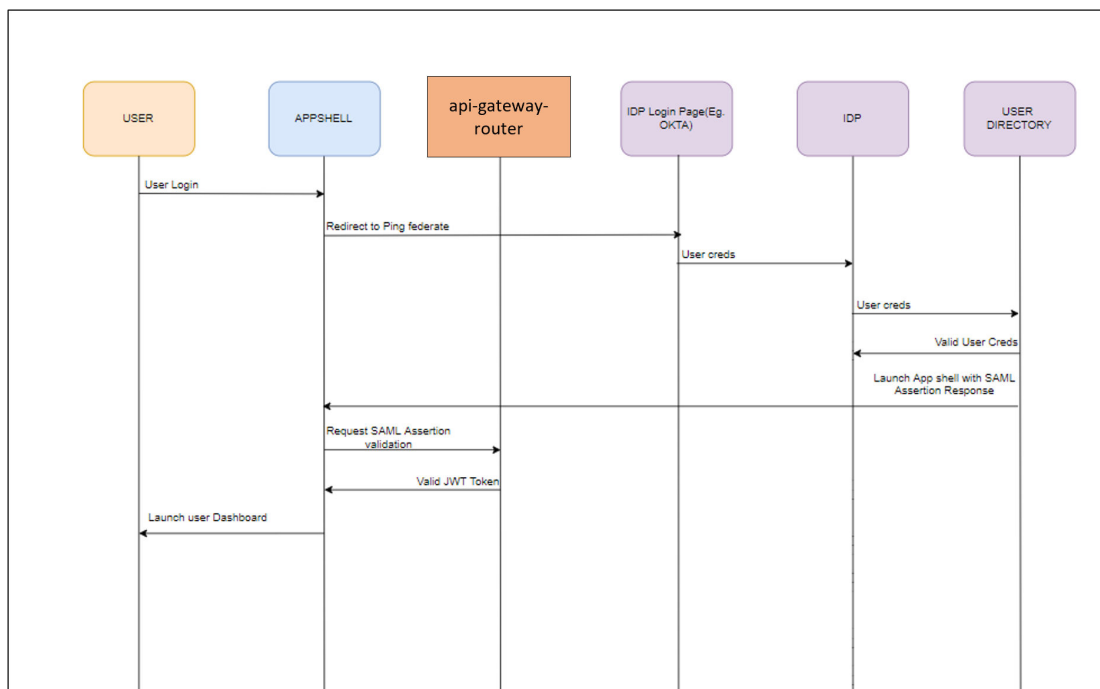 USER
APPSHELL
api-gateway-
router
IDP Login Page(Eg.
OKTA)
IDP
USER
DIRECTORY
User Login
Redirect to Ping federate
User creds
User creds
Valid User Creds
Launch App shell with SAML
Assertion Response
Request SAML Assertion
validation
Valid JWT Token
Launch user Dashboard